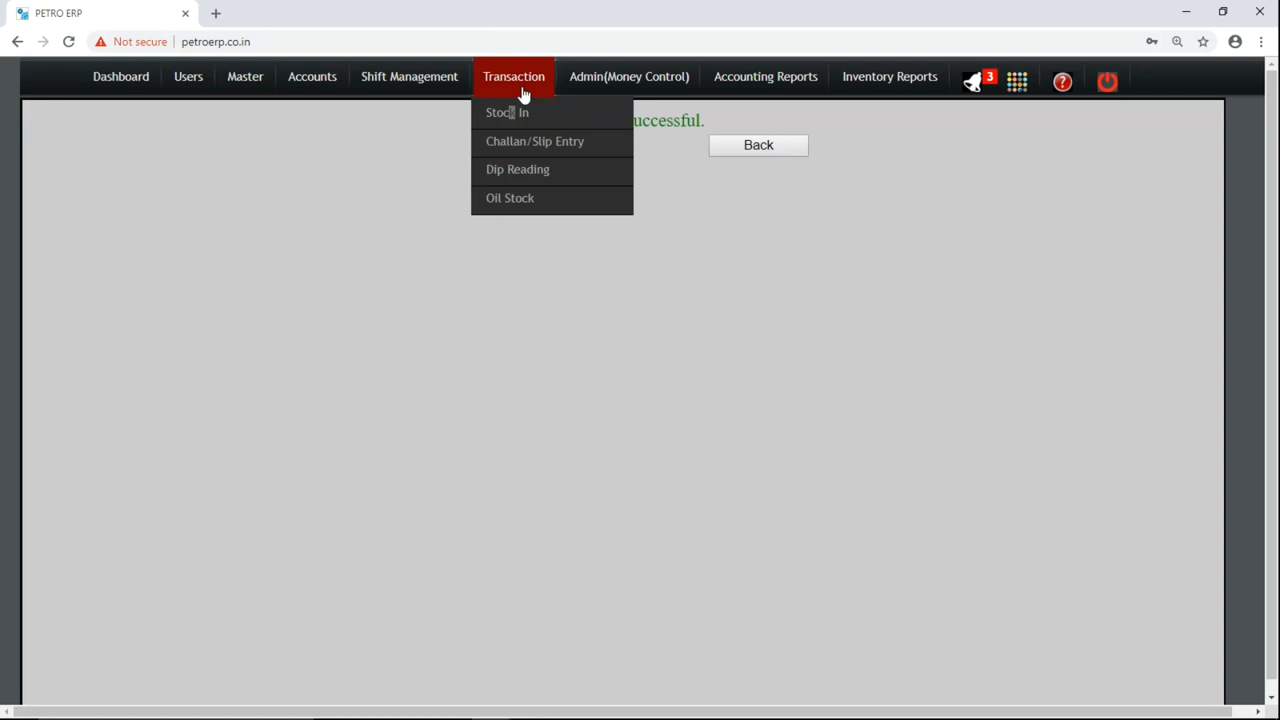 PETRO ERP
Not secure petroerp.co.in
Dashboard Users Master Accounts Shift Management Transaction Admin(Money Control) Accounting Reports Inventory Reports 3 ?
Stock In
Challan/Slip Entry
Dip Reading
Oil Stock
Back